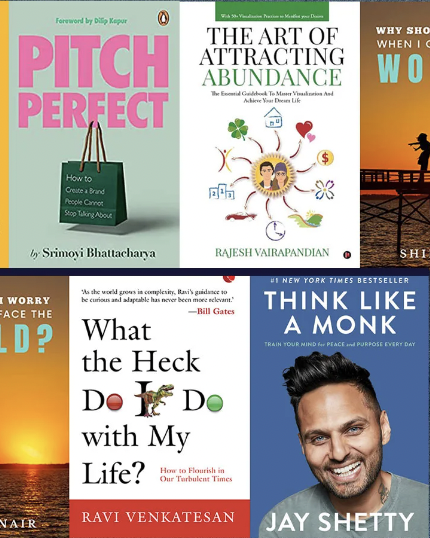 Foreword by Dilip Kapur
PITCH
PERFECT
How to
Create a Brand
People Cannot
Stop Talking About
by Srimoyi Bhattacharya
With 50+ Visualization Practices to Manifest your Desires
THE ART OF
ATTRACTING
ABUNDANCE
The Essential Guidebook To Master Visualization And
Achieve Your Dream Life
1 2 3
$
RAJESH VAIRAPANDIAN
WHY SHO
WHEN I
WO
SHI
I WORRY
FACE THE
LD?
NAIR
'As the world grows in complexity, Ravi's guidance to
be curious and adaptable has never been more relevant.'
—Bill Gates
What
the Heck
Do I Do
with My
Life?
How to Flourish in
Our Turbulent Times
RAVI VENKATESAN
#1 NEW YORK TIMES BESTSELLER
THINK LIKE
A MONK
TRAIN YOUR MIND for PEACE and PURPOSE EVERY DAY
JAY SHETTY